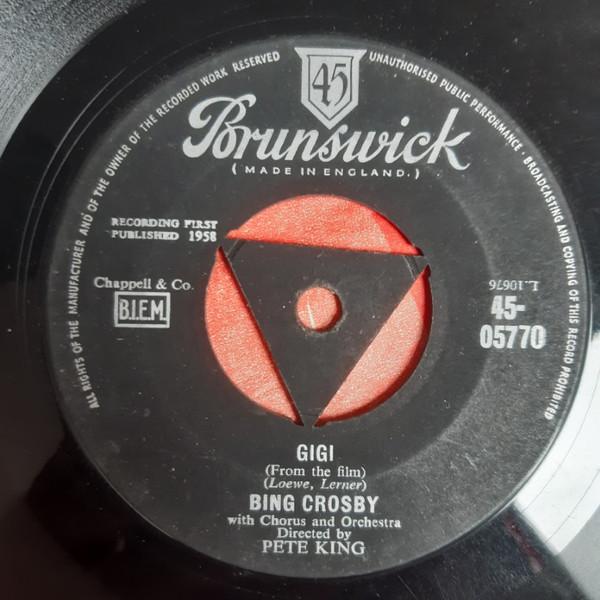 ALL RIGHTS OF THE MANUFACTURER AND OF THE OWNER OF THE RECORDED WORK RESERVED
UNAUTHORISED PUBLIC PERFORMANCE · BROADCASTING AND COPYING OF THIS RECORD PROHIBITED
45
Brunswick
( MADE IN ENGLAND. )
RECORDING FIRST
PUBLISHED 1958
Chappell & Co.
B.I.E.M.
L.10676
45-
05770
GIGI
(From the film)
(Loewe, Lerner)
BING CROSBY
with Chorus and Orchestra
Directed by
PETE KING